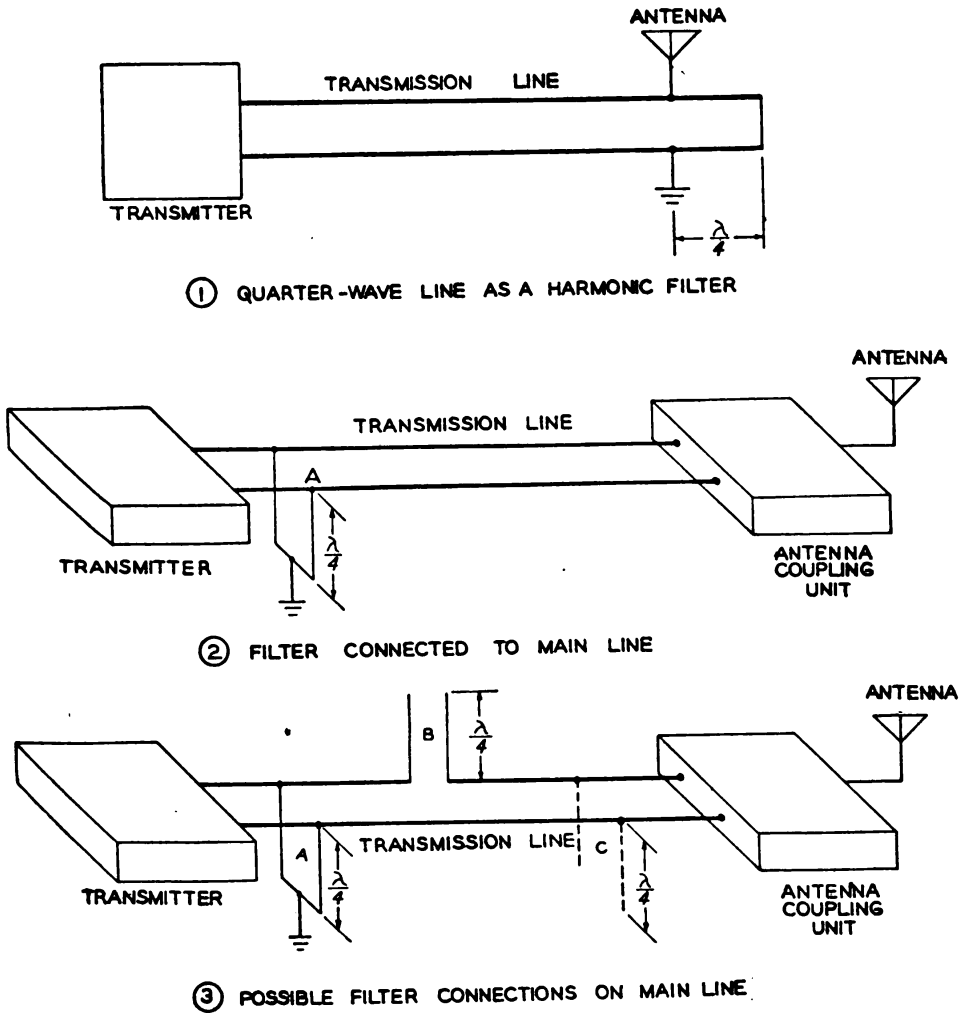 ANTENNA
TRANSMISSION LINE
TRANSMITTER
λ/4
① QUARTER-WAVE LINE AS A HARMONIC FILTER
ANTENNA
TRANSMISSION LINE
A
λ/4
TRANSMITTER
ANTENNA
COUPLING
UNIT
② FILTER CONNECTED TO MAIN LINE
ANTENNA
B
λ/4
TRANSMISSION LINE
A
C
λ/4
λ/4
TRANSMITTER
ANTENNA
COUPLING
UNIT
③ POSSIBLE FILTER CONNECTIONS ON MAIN LINE